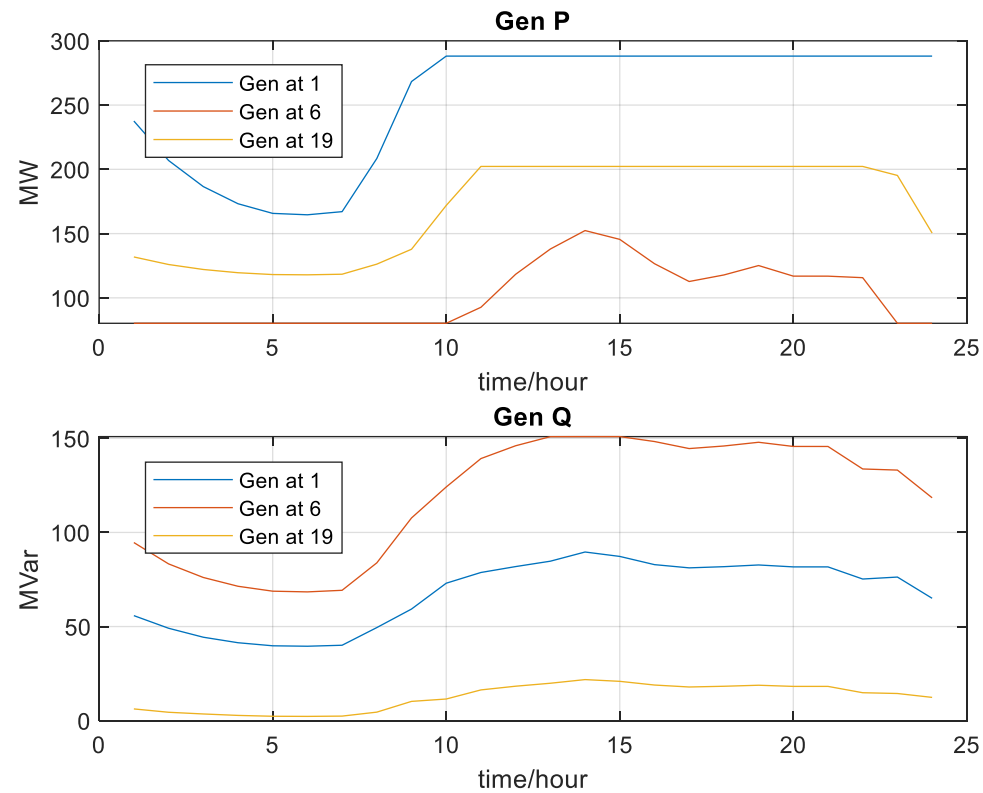 Gen P
300
250
200
150
100
MW
Gen at 1
Gen at 6
Gen at 19
0 5 10 15 20 25
time/hour
Gen Q
150
100
50
0
MVar
Gen at 1
Gen at 6
Gen at 19
0 5 10 15 20 25
time/hour